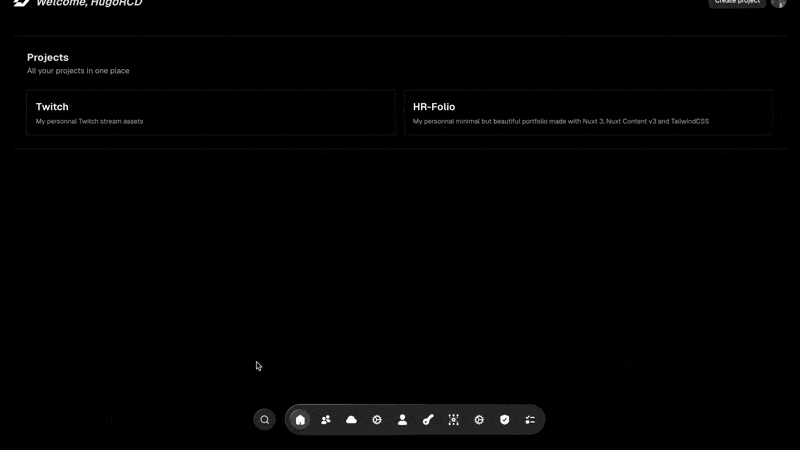 Welcome, HugoRCD
Create project
Projects
All your projects in one place
Twitch
My personnal Twitch stream assets
HR-Folio
My personnal minimal but beautiful portfolio made with Nuxt 3, Nuxt Content v3 and TailwindCSS